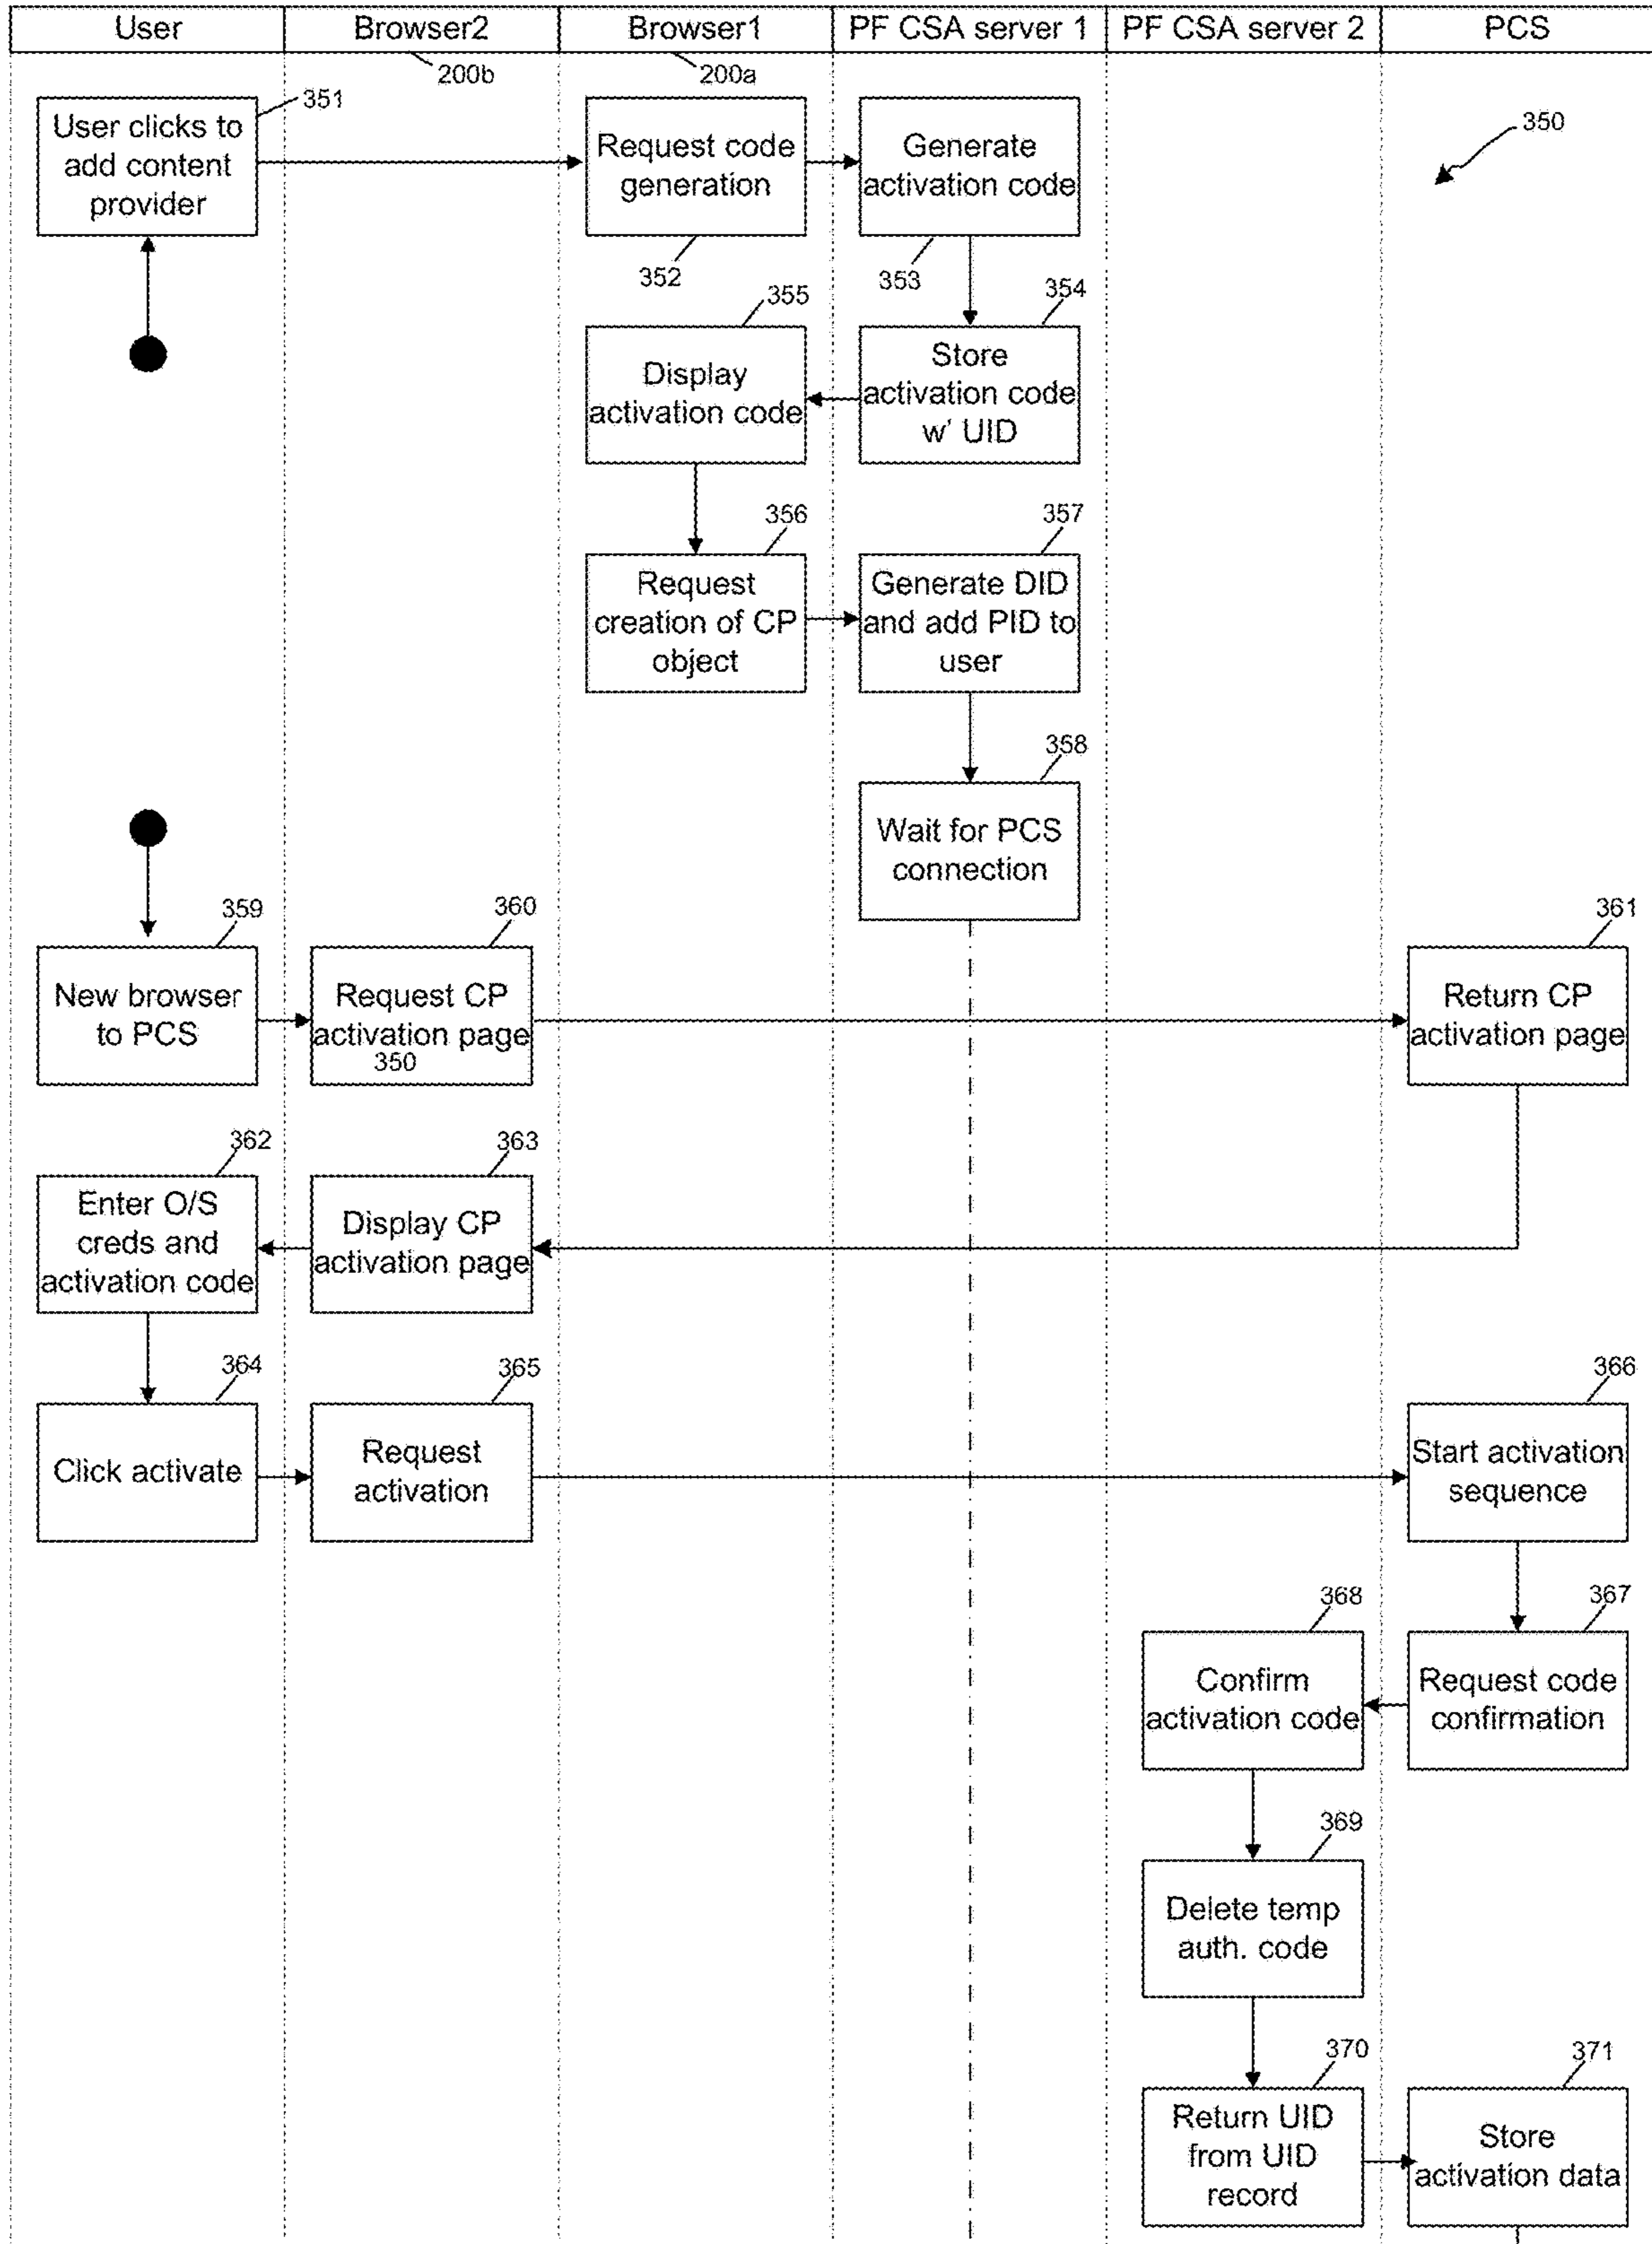 User
Browser2
Browser1
PF CSA server 1
PF CSA server 2
PCS
200b
200a
351
User clicks to
add content
provider
Request code
generation
352
Generate
activation code
353
350
354
Store
activation code
w' UID
355
Display
activation code
356
Request
creation of CP
object
357
Generate DID
and add PID to
user
358
Wait for PCS
connection
359
New browser
to PCS
360
Request CP
activation page
350
361
Return CP
activation page
362
Enter O/S
creds and
activation code
363
Display CP
activation page
364
Click activate
365
Request
activation
366
Start activation
sequence
367
Request code
confirmation
368
Confirm
activation code
369
Delete temp
auth. code
370
Return UID
from UID
record
371
Store
activation data